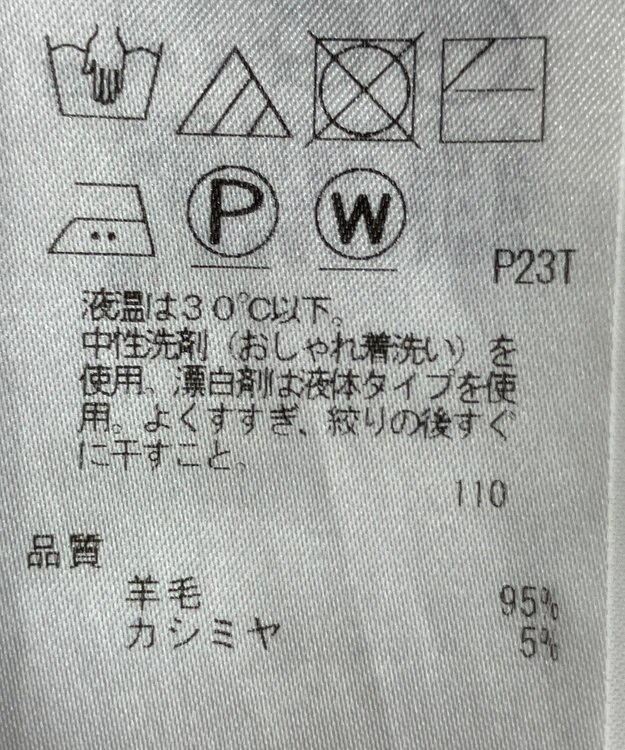 P
W
P23T
液温は30℃以下。
中性洗剤（おしゃれ着洗い）を
使用。漂白剤は液体タイプを使
用。よくすすぎ、絞りの後すぐ
に干すこと。
110
品質
羊毛 95%
カシミヤ 5%